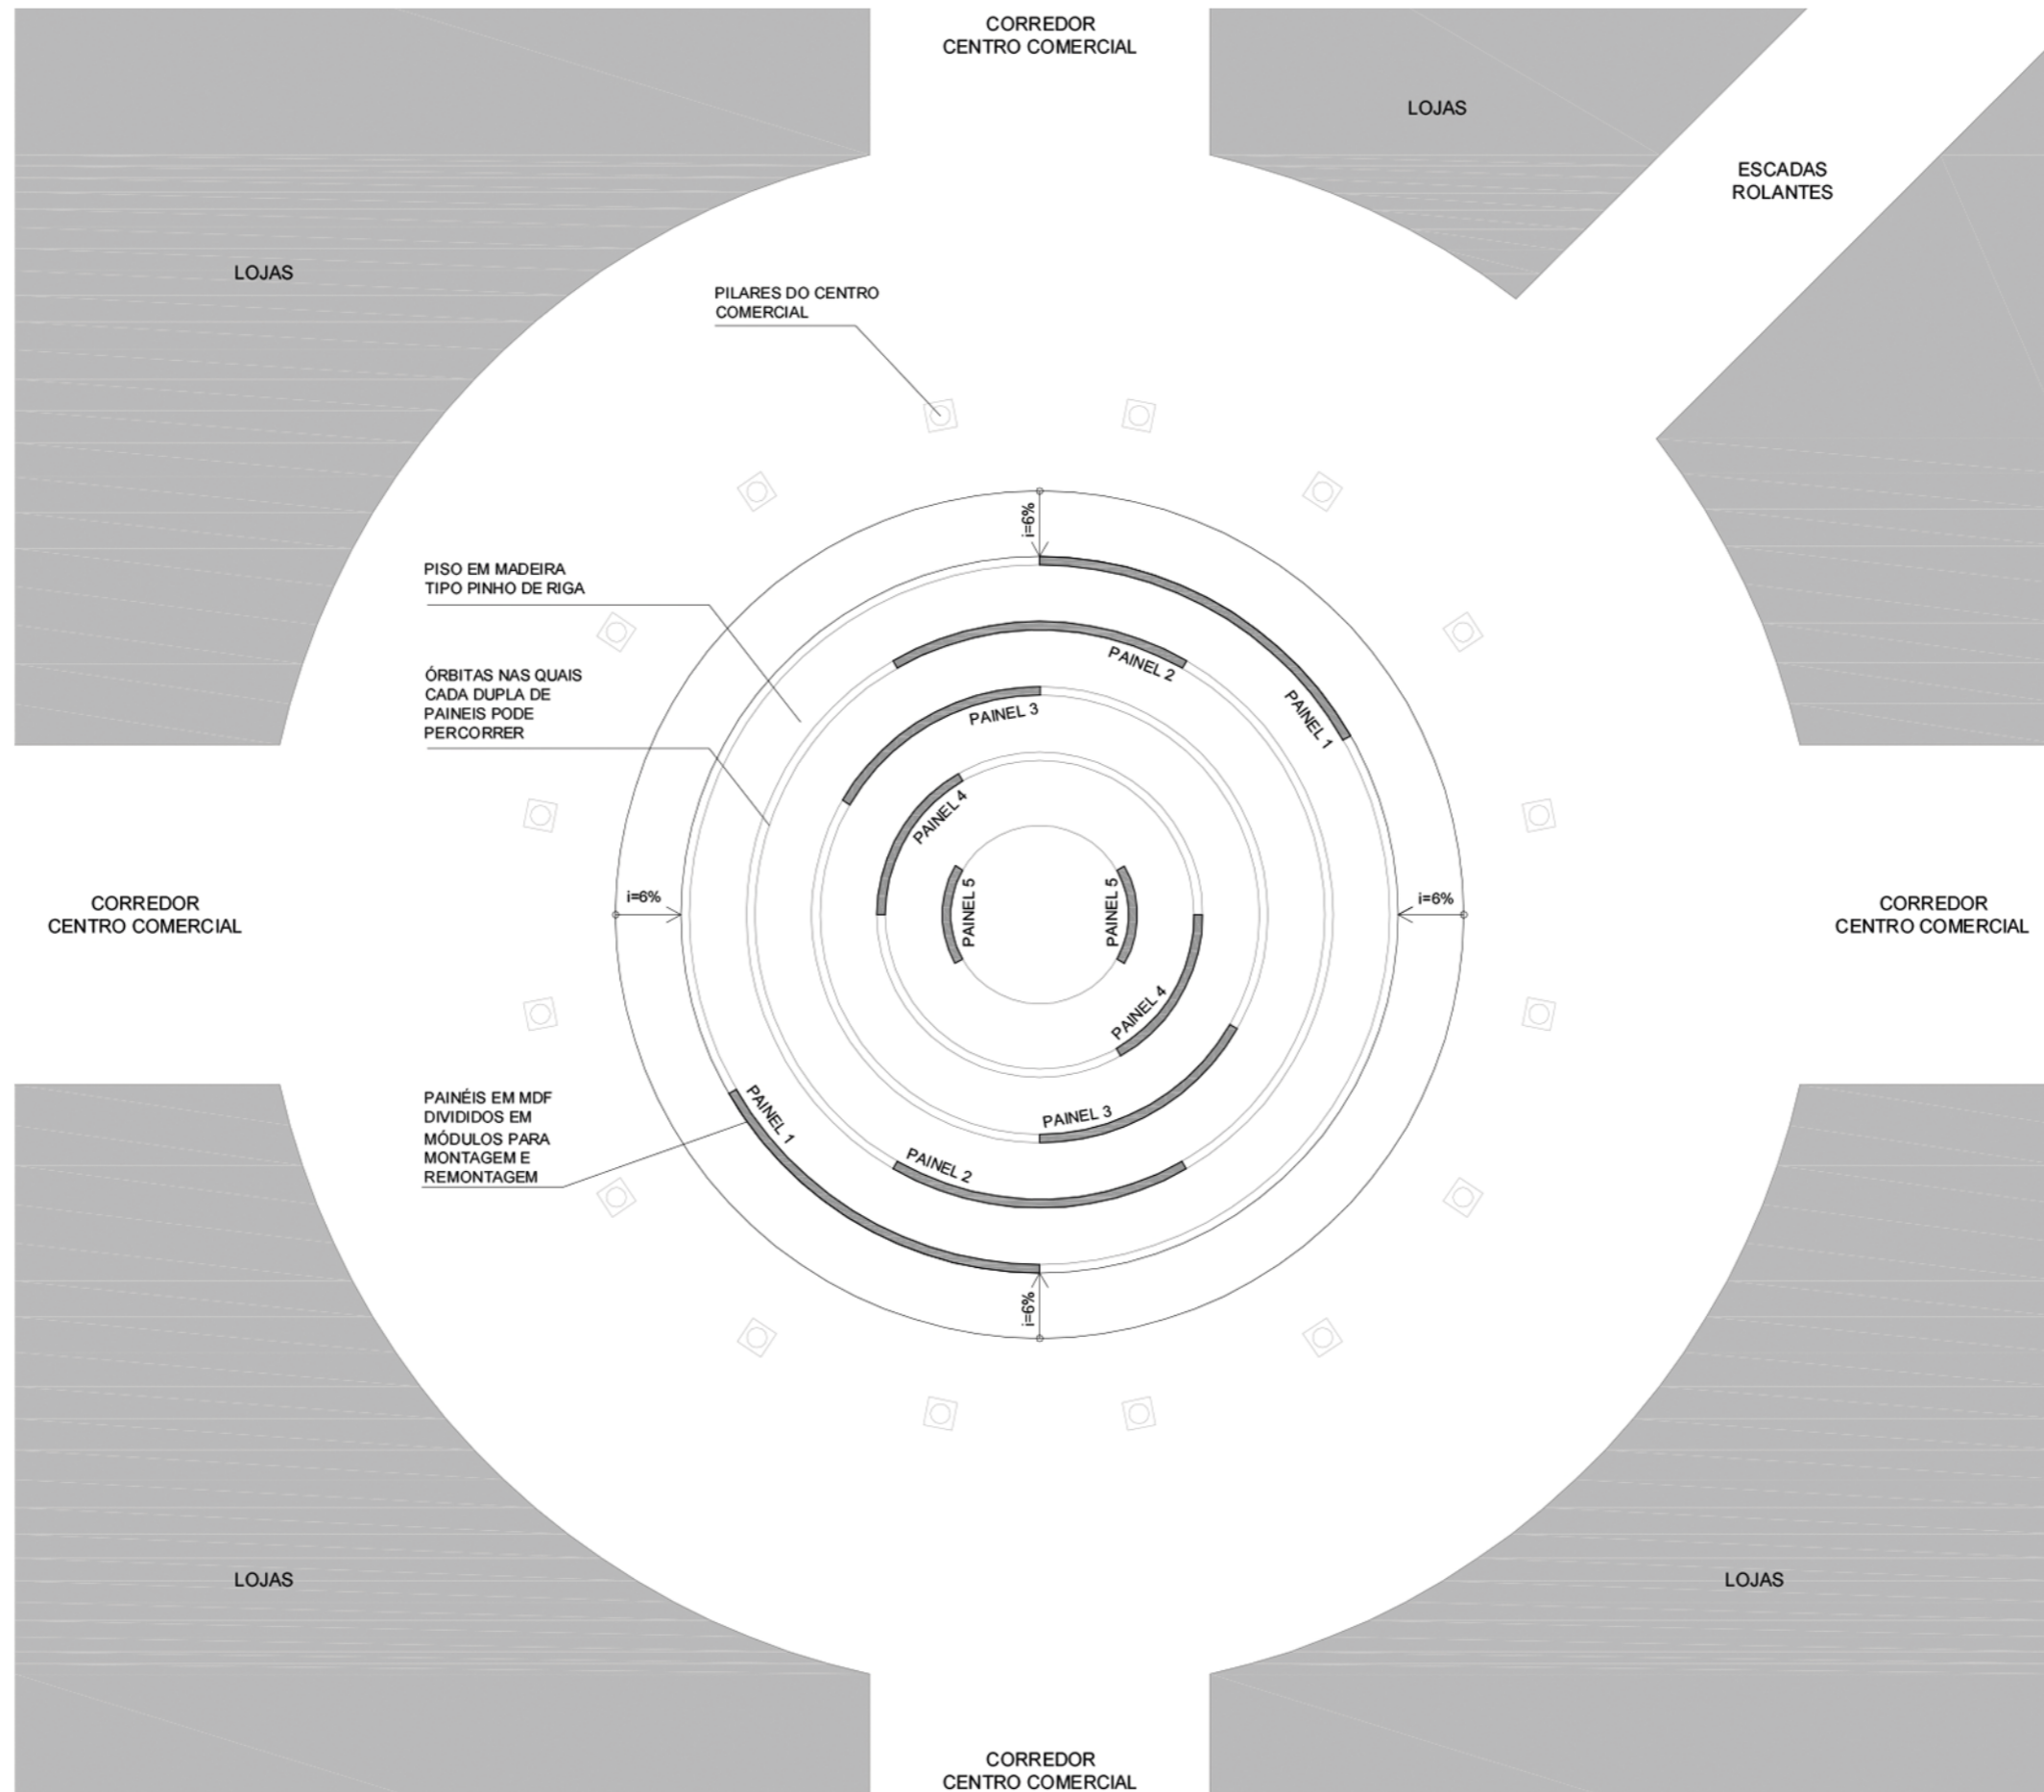 CORREDOR
CENTRO COMERCIAL
LOJAS
ESCADAS
ROLANTES
LOJAS
PILARES DO CENTRO
COMERCIAL
i=6%
PISO EM MADEIRA
TIPO PINHO DE RIGA
PAINEL 2
ÓRBITAS NAS QUAIS
CADA DUPLA DE
PAINEIS PODE
PERCORRER
PAINEL 1
PAINEL 3
PAINEL 4
PAINEL 5
PAINEL 5
i=6%
i=6%
CORREDOR
CENTRO COMERCIAL
CORREDOR
CENTRO COMERCIAL
PAINEL 4
PAINEL 3
PAINÉIS EM MDF
DIVIDIDOS EM
MÓDULOS PARA
MONTAGEM E
REMONTAGEM
PAINEL 1
PAINEL 2
i=6%
LOJAS
LOJAS
CORREDOR
CENTRO COMERCIAL